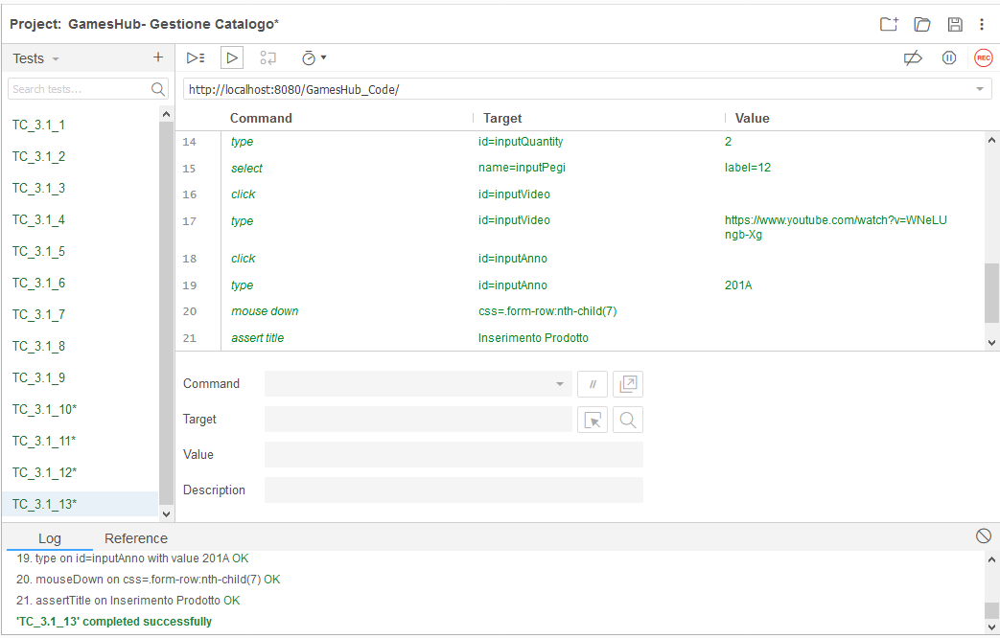 Project: GamesHub- Gestione Catalogo*
Tests
+
REC
Search tests...
http://localhost:8080/GamesHub_Code/
Command Target Value
TC_3.1_1
TC_3.1_2
TC_3.1_3
TC_3.1_4
TC_3.1_5
TC_3.1_6
TC_3.1_7
TC_3.1_8
TC_3.1_9
TC_3.1_10*
TC_3.1_11*
TC_3.1_12*
TC_3.1_13*
14 type id=inputQuantity 2
15 select name=inputPegi label=12
16 click id=inputVideo
17 type id=inputVideo https://www.youtube.com/watch?v=WNeLU
ngb-Xg
18 click id=inputAnno
19 type id=inputAnno 201A
20 mouse down css=.form-row:nth-child(7)
21 assert title Inserimento Prodotto
Command //
Target
Value
Description
Log Reference
19. type on id=inputAnno with value 201A OK
20. mouseDown on css=.form-row:nth-child(7) OK
21. assertTitle on Inserimento Prodotto OK
'TC_3.1_13' completed successfully